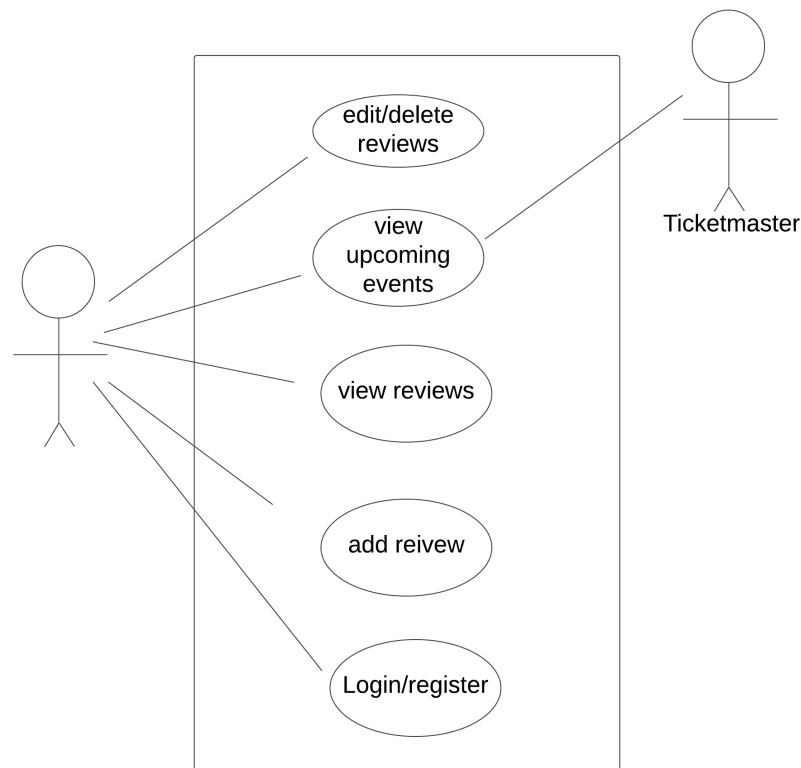 edit/delete
reviews
view
upcoming
events
Ticketmaster
view reviews
add reivew
Login/register